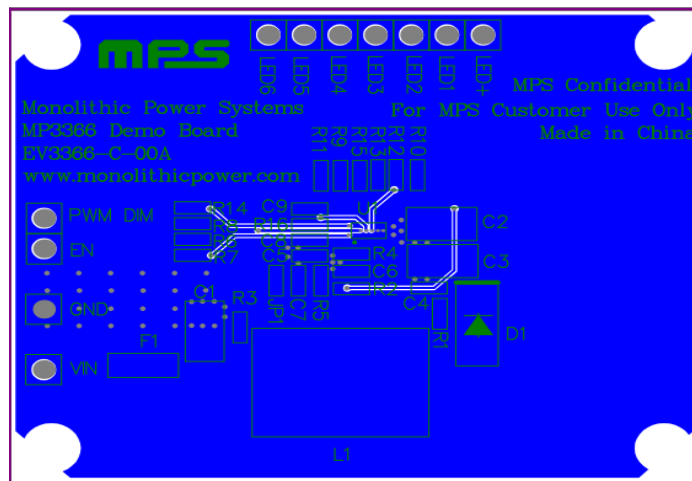 MPS
LED6 LED5 LED4 LED3 LED2 LED1 LED+
MPS Confidential
For MPS Customer Use Only
Made in China
Monolithic Power Systems
MP3366 Demo Board
EV3366-C-00A
www.monolithicpower.com
R11 R9 R15 R13 R12 R10
PWM DIM
EN
GND
VIN
R14
R6
R7
C9
R16
C8
C5
R4
C6
R2
C2
C3
C4
C1
R3
JP1
C7
R5
R1
D1
F1
L1